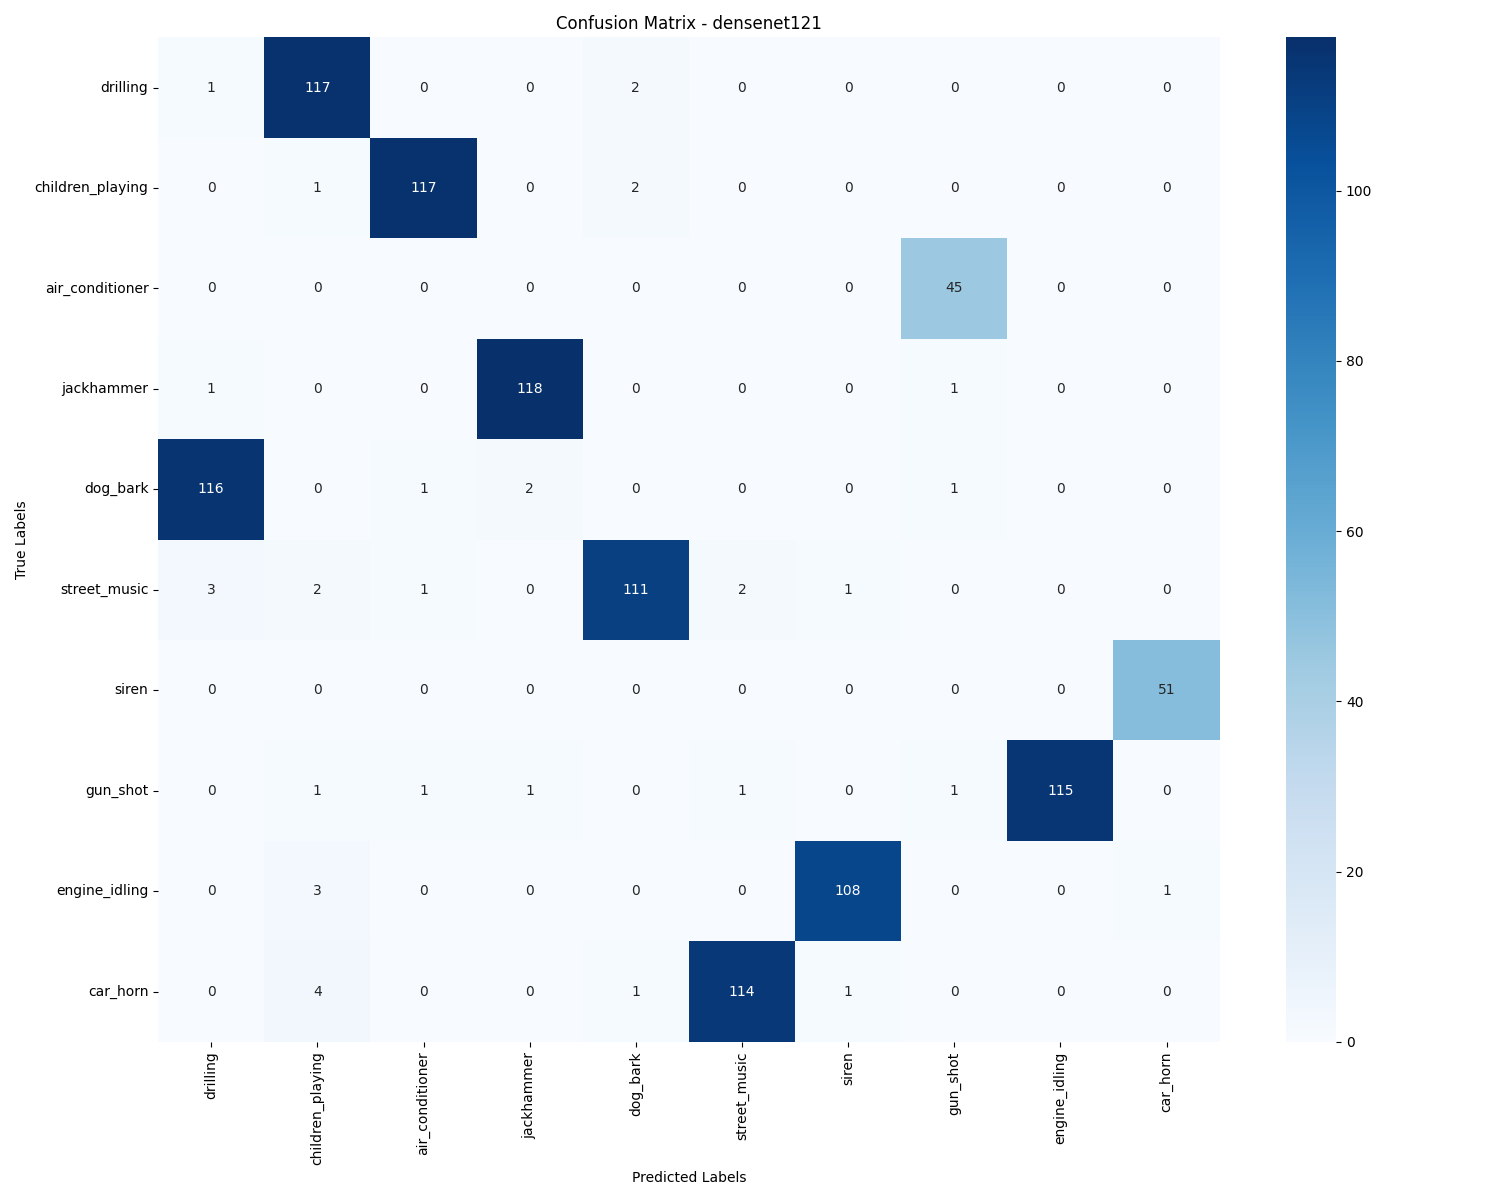 Confusion Matrix - densenet121
drilling 1 117 0 0 2 0 0 0 0 0
children_playing 0 1 117 0 2 0 0 0 0 0
air_conditioner 0 0 0 0 0 0 0 45 0 0
jackhammer 1 0 0 118 0 0 0 1 0 0
dog_bark 116 0 1 2 0 0 0 1 0 0
street_music 3 2 1 0 111 2 1 0 0 0
siren 0 0 0 0 0 0 0 0 0 51
gun_shot 0 1 1 1 0 1 0 1 115 0
engine_idling 0 3 0 0 0 0 108 0 0 1
car_horn 0 4 0 0 1 114 1 0 0 0
True Labels
drilling
children_playing
air_conditioner
jackhammer
dog_bark
street_music
siren
gun_shot
engine_idling
car_horn
Predicted Labels
100
80
60
40
20
0